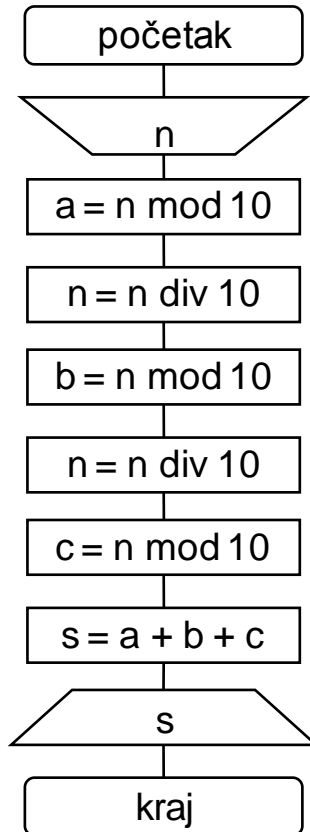 početak
n
a = n mod 10
n = n div 10
b = n mod 10
n = n div 10
c = n mod 10
s = a + b + c
s
kraj